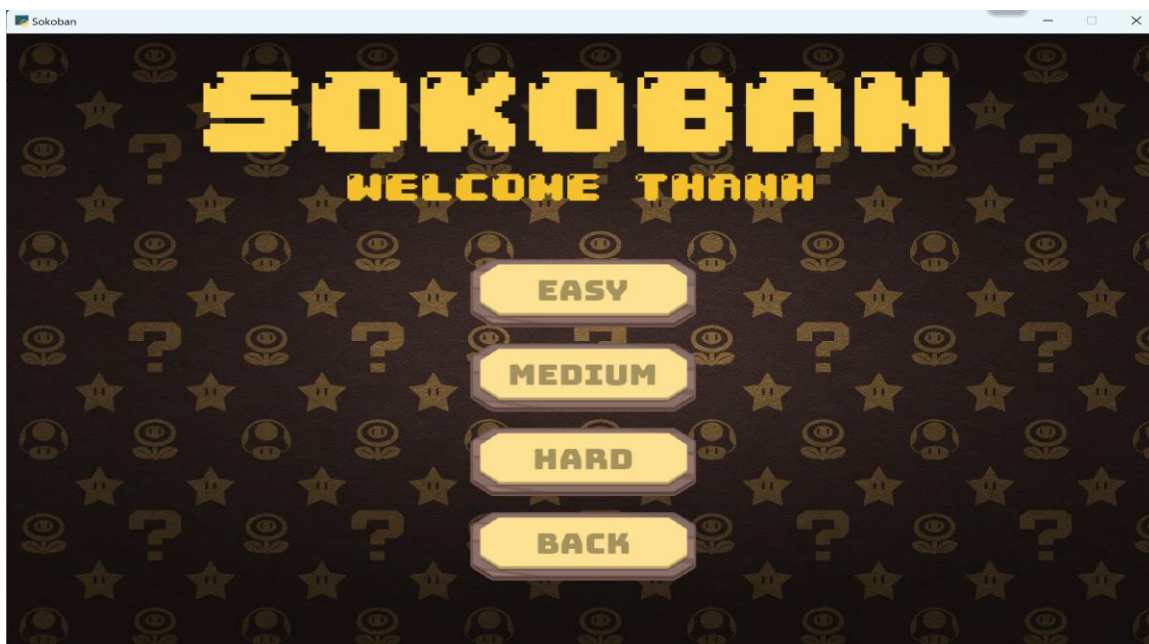 Sokoban
SOKOBAN
WELCOME THANH
EASY
MEDIUM
HARD
BACK